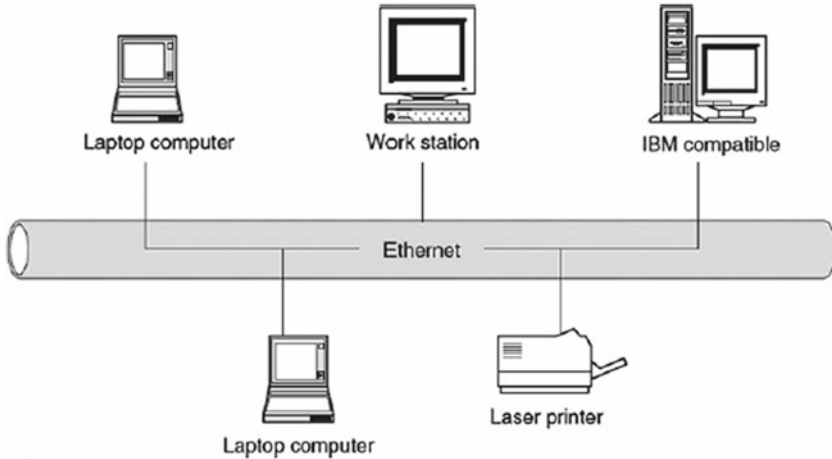 Laptop computer
Work station
IBM compatible
Ethernet
Laptop computer
Laser printer